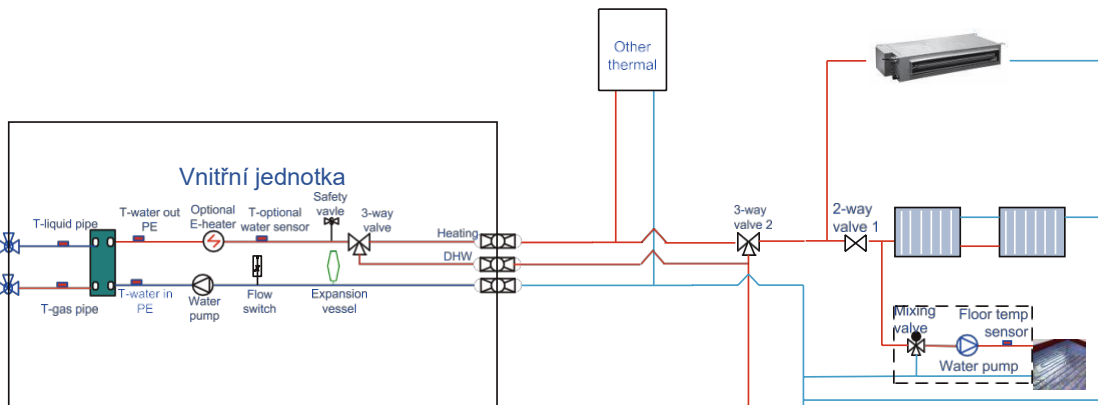 Other
thermal
Vnitřní jednotka
T-liquid pipe
T-water out
PE
Optional
E-heater
T-optional
water sensor
Safety
vavle
3-way
valve
Heating
DHW
3-way
valve 2
2-way
valve 1
T-gas pipe
T-water in
PE
Water
pump
Flow
switch
Expansion
vessel
Mixing
valve
Floor temp
sensor
Water pump